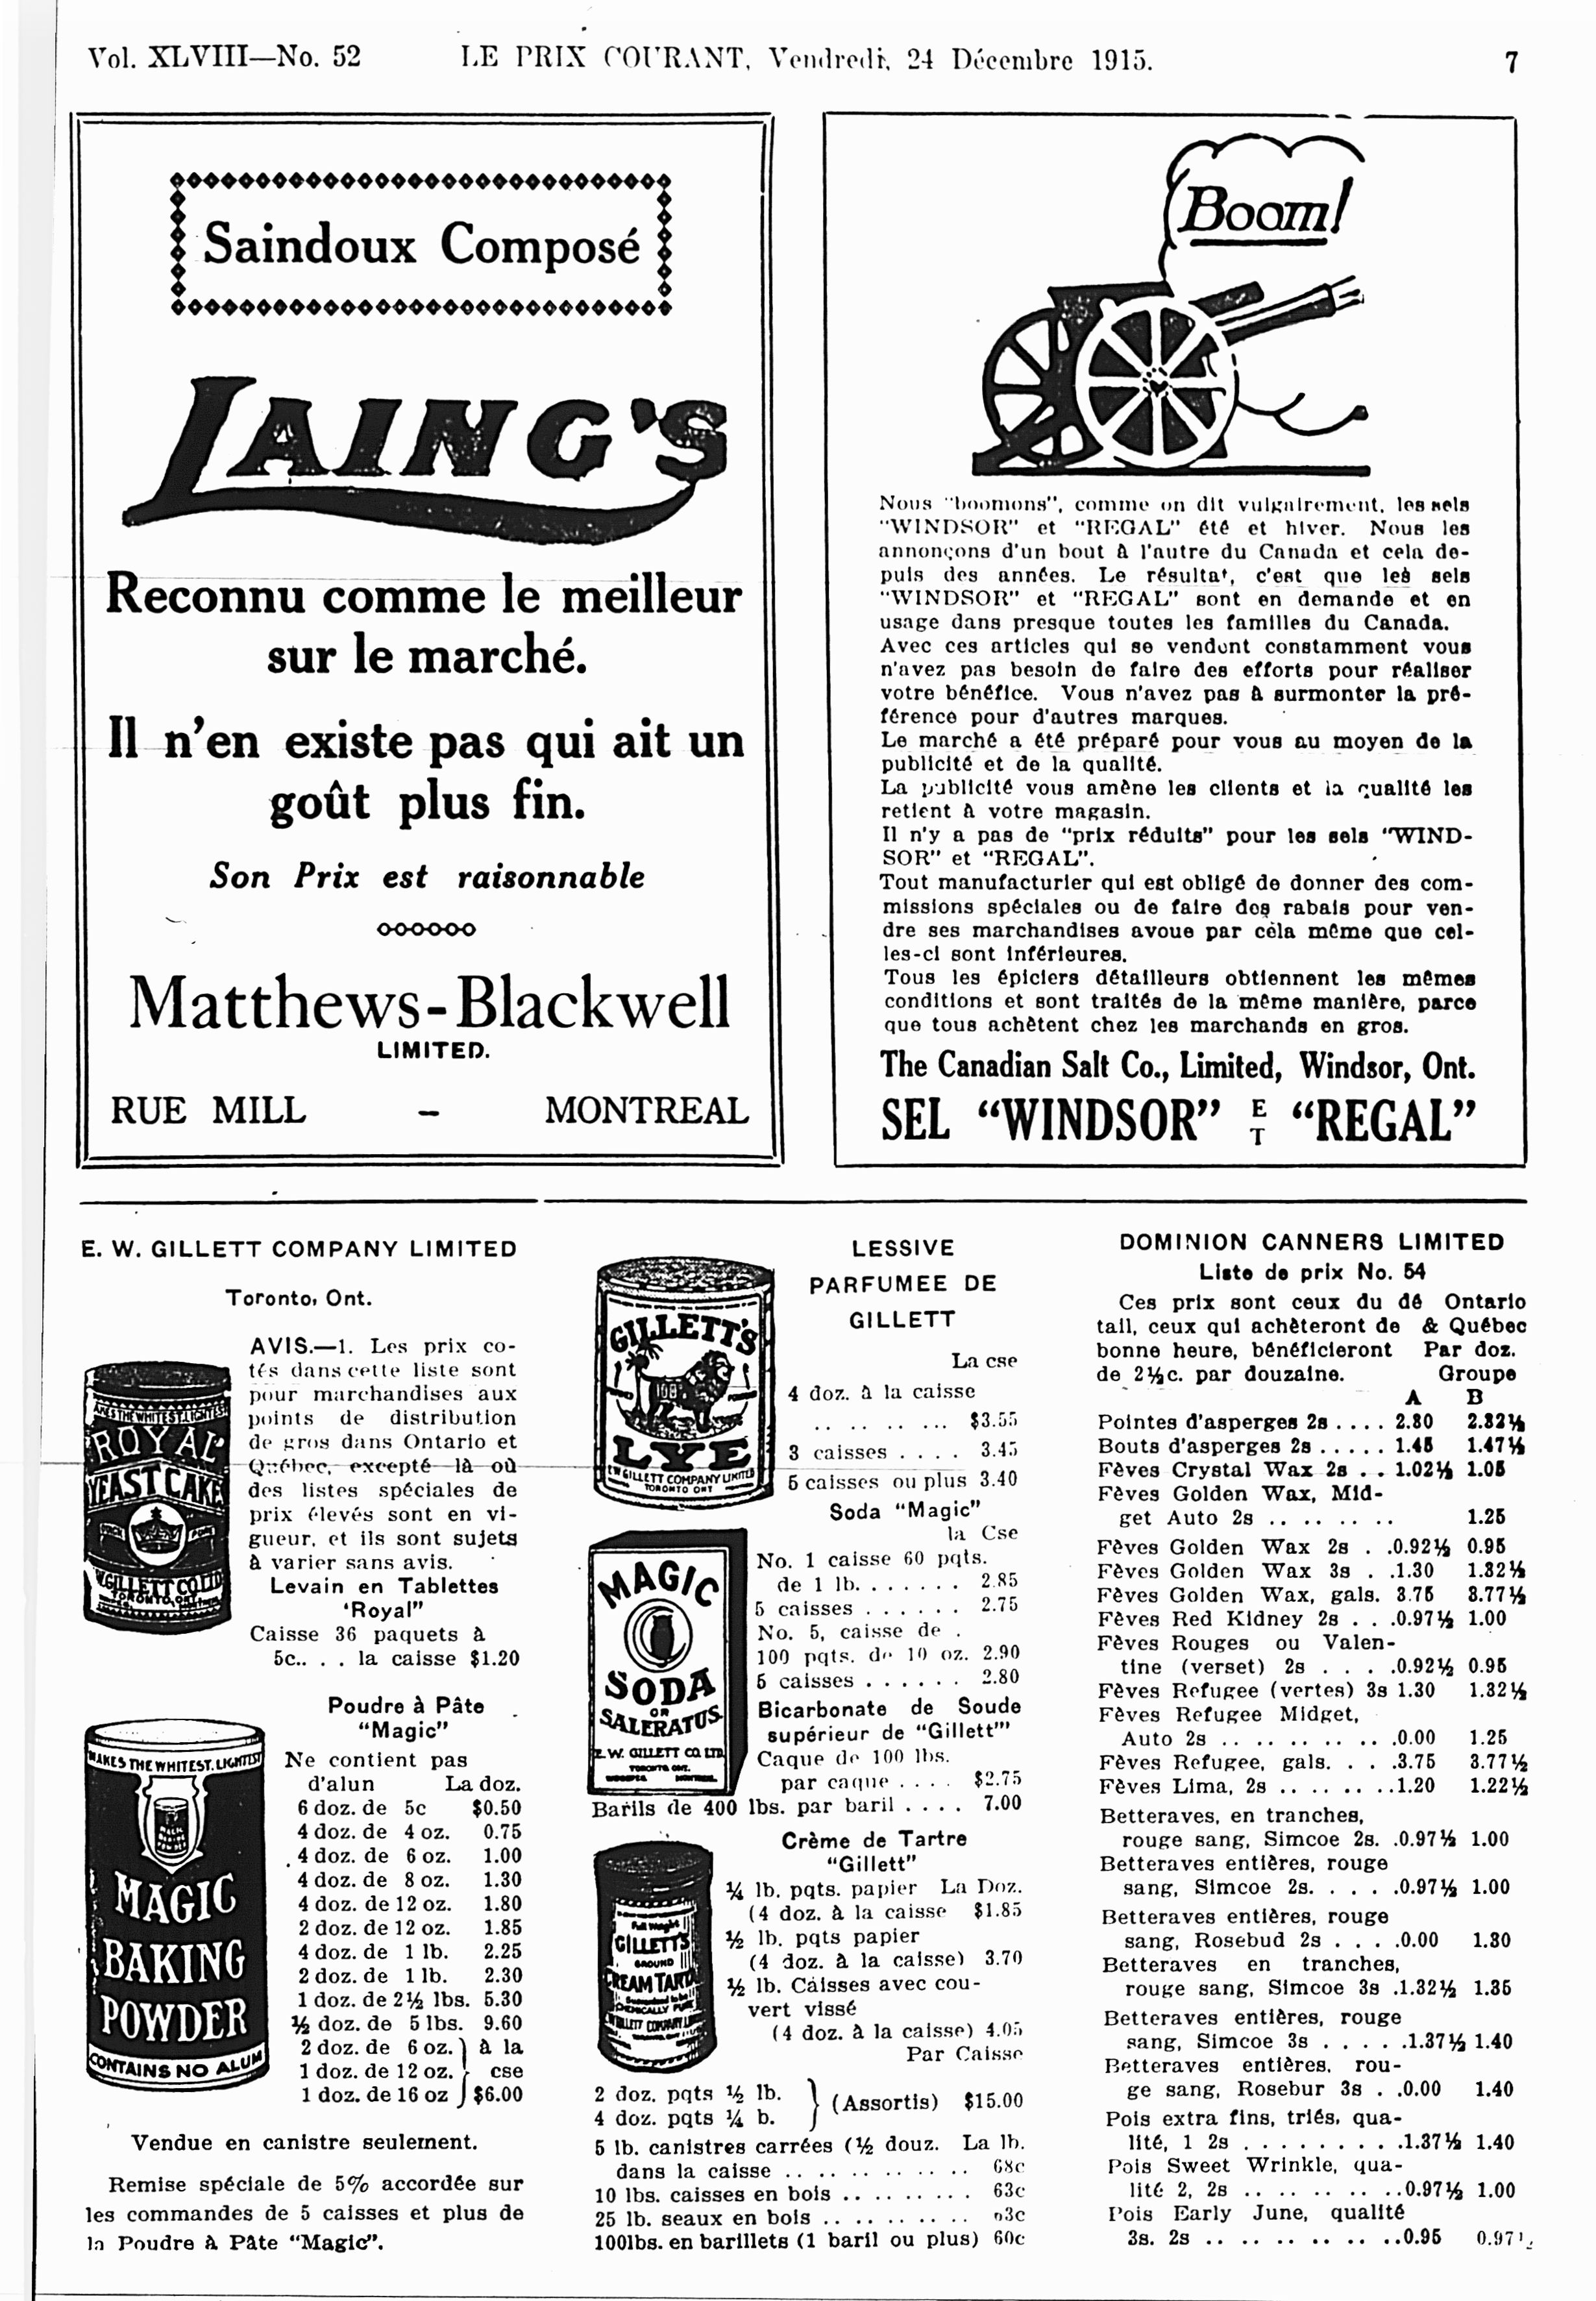 Vol. XLVIII—No. 52 LE PRIX COURANT, Vendredi, 24 Décembre 1915. 7
Saindoux Composé
LAING'S
Reconnu comme le meilleur
sur le marché.
Il n'en existe pas qui ait un
goût plus fin.
Son Prix est raisonnable
Matthews-Blackwell
LIMITED.
RUE MILL – MONTREAL
Boom!
Nous "boomons", comme on dit vulgairement, les sels
"WINDSOR" et "REGAL" été et hiver. Nous les
annonçons d'un bout à l'autre du Canada et cela de-
puis des années. Le résultat, c'est que les sels
"WINDSOR" et "REGAL" sont en demande et en
usage dans presque toutes les familles du Canada.
Avec ces articles qui se vendent constamment vous
n'avez pas besoin de faire des efforts pour réaliser
votre bénéfice. Vous n'avez pas à surmonter la pré-
férence pour d'autres marques.
Le marché a été préparé pour vous au moyen de la
publicité et de la qualité.
La publicité vous amène les clients et la qualité les
retient à votre magasin.
Il n'y a pas de "prix réduits" pour les sels "WIND-
SOR" et "REGAL".
Tout manufacturier qui est obligé de donner des com-
missions spéciales ou de faire des rabais pour ven-
dre ses marchandises avoue par cela même que cel-
les-ci sont inférieures.
Tous les épiciers détailleurs obtiennent les mêmes
conditions et sont traités de la même manière, parce
que tous achètent chez les marchands en gros.
The Canadian Salt Co., Limited, Windsor, Ont.
SEL "WINDSOR" ET "REGAL"
E. W. GILLETT COMPANY LIMITED
Toronto, Ont.
AVIS.—1. Les prix co-
tés dans cette liste sont
pour marchandises aux
points de distribution
de gros dans Ontario et
Québec, excepté là où
des listes spéciales de
prix élevés sont en vi-
gueur, et ils sont sujets
à varier sans avis.
ROYAL
YEAST CAKES
W. GILLETT CO. LTD.
TORONTO, ONT.
Levain en Tablettes
'Royal"
Caisse 36 paquets à
5c.. . . la caisse $1.20
Poudre à Pâte
"Magic"
MAKES THE WHITEST, LIGHTEST
MAGIC
BAKING
POWDER
CONTAINS NO ALUM
Ne contient pas
d'alun La doz.
6 doz. de 5c $0.50
4 doz. de 4 oz. 0.75
4 doz. de 6 oz. 1.00
4 doz. de 8 oz. 1.30
4 doz. de 12 oz. 1.80
2 doz. de 12 oz. 1.85
4 doz. de 1 lb. 2.25
2 doz. de 1 lb. 2.30
1 doz. de 2½ lbs. 5.30
½ doz. de 5 lbs. 9.60
2 doz. de 6 oz. } à la
1 doz. de 12 oz. } cse
1 doz. de 16 oz } $6.00
Vendue en canistre seulement.
Remise spéciale de 5% accordée sur
les commandes de 5 caisses et plus de
la Poudre à Pâte "Magic".
GILLETT'S
LYE
E W GILLETT COMPANY LIMITED
TORONTO ONT
LESSIVE
PARFUMEE DE
GILLETT
La cse
4 doz. à la caisse
.. .. .. ... $3.55
3 caisses . . . . 3.45
5 caisses ou plus 3.40
Soda "Magic"
la Cse
MAGIC
SODA
OR
SALERATUS
E. W. GILLETT CO. LTD.
TORONTO ONT.
No. 1 caisse 60 pqts.
de 1 lb. . . . . . . 2.85
5 caisses . . . . . . 2.75
No. 5, caisse de .
100 pqts. de 10 oz. 2.90
5 caisses . . . . . . 2.80
Bicarbonate de Soude
supérieur de "Gillett"'
Caque de 100 lbs.
par caque . . . . $2.75
Barils de 400 lbs. par baril . . . . 7.00
Crème de Tartre
"Gillett"
GILLETT'S
GROUND
CREAM TARTAR
CHEMICALLY PURE
¼ lb. pqts. papier La Doz.
(4 doz. à la caisse $1.85
½ lb. pqts papier
(4 doz. à la caisse) 3.70
½ lb. Caisses avec cou-
vert vissé
(4 doz. à la caisse) 4.05
Par Caisse
2 doz. pqts ½ lb. } (Assortis) $15.00
4 doz. pqts ¼ b. }
5 lb. canistres carrées (½ douz. La lb.
dans la caisse .. .. .. .. .. .. 68c
10 lbs. caisses en bois .. .. .. .. . 63c
25 lb. seaux en bois .. .. .. .. .. 3c
100lbs. en barillets (1 baril ou plus) 60c
DOMINION CANNERS LIMITED
Liste de prix No. 54
Ces prix sont ceux du dé Ontario
tail, ceux qui achèteront de & Québec
bonne heure, bénéficieront Par doz.
de 2½c. par douzaine. Groupe
A B
Pointes d'asperges 2s . . . . 2.80 2.82½
Bouts d'asperges 2s . . . . . 1.45 1.47½
Fèves Crystal Wax 2s . . 1.02½ 1.05
Fèves Golden Wax, Mid-
get Auto 2s .. .. .. .. 1.25
Fèves Golden Wax 2s . .0.92½ 0.95
Fèves Golden Wax 3s . .1.30 1.32½
Fèves Golden Wax, gals. 3.75 3.77½
Fèves Red Kidney 2s . . .0.97½ 1.00
Fèves Rouges ou Valen-
tine (verset) 2s . . . .0.92½ 0.95
Fèves Refugee (vertes) 3s 1.30 1.32½
Fèves Refugee Midget,
Auto 2s .. .. .. .. .. . .0.00 1.25
Fèves Refugee, gals. . . .3.75 3.77½
Fèves Lima, 2s .. .. .. ..1.20 1.22½
Betteraves, en tranches,
rouge sang, Simcoe 2s. .0.97½ 1.00
Betteraves entières, rouge
sang, Simcoe 2s. . . . .0.97½ 1.00
Betteraves entières, rouge
sang, Rosebud 2s . . . .0.00 1.30
Betteraves en tranches,
rouge sang, Simcoe 3s .1.32½ 1.35
Betteraves entières, rouge
sang, Simcoe 3s . . . . .1.37½ 1.40
Betteraves entières, rou-
ge sang, Rosebur 3s . .0.00 1.40
Pois extra fins, triés, qua-
lité, 1 2s . . . . . . . . . .1.37½ 1.40
Pois Sweet Wrinkle, qua-
lité 2, 2s .. .. .. .. .. ..0.97½ 1.00
Pois Early June, qualité
3s. 2s .. .. .. .. .. .. ..0.95 0.97½